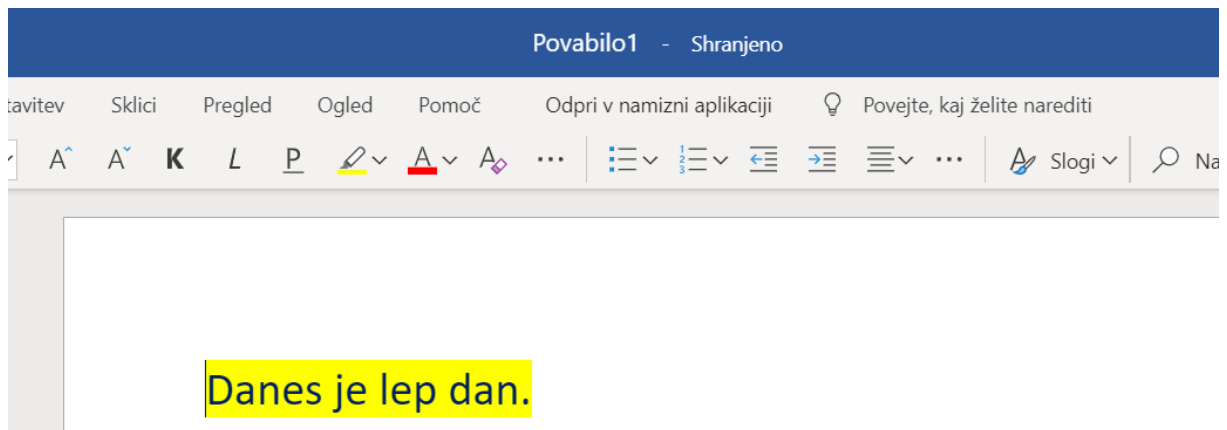 Povabilo1 - Shranjeno
tavitev Sklici Pregled Ogled Pomoč Odpri v namizni aplikaciji Povejte, kaj želite narediti
A A K L P A A Slogi Na
Danes je lep dan.